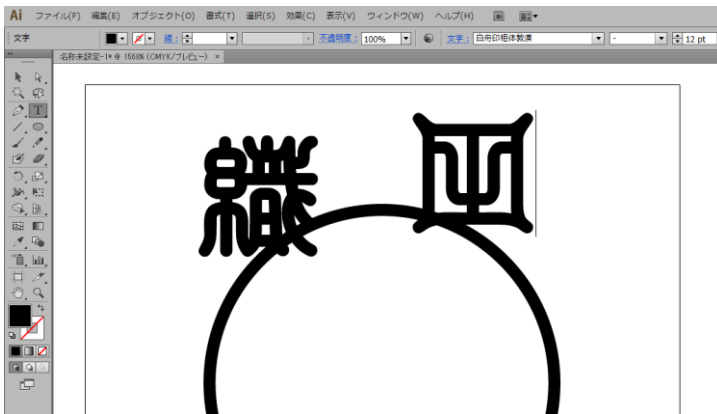 Ai ファイル(F) 編集(E) オブジェクト(O) 書式(T) 選択(S) 効果(C) 表示(V) ウィンドウ(W) ヘルプ(H) Br
文字 線: 不透明度: 100% 文字: 白舟印相体教漢 - 12 pt
名称未設定-1* @ 1568% (CMYK/プレビュー) ×
織